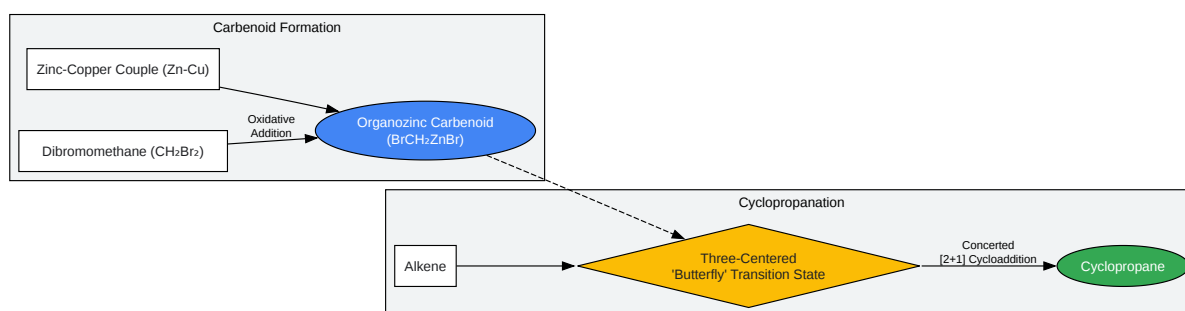 Carbenoid Formation
Zinc-Copper Couple (Zn-Cu)
Oxidative
Addition
Organozinc Carbenoid
(BrCH₂ZnBr)
Dibromomethane (CH₂Br₂)
Cyclopropanation
Alkene
Three-Centered
'Butterfly' Transition State
Concerted
[2+1] Cycloaddition
Cyclopropane